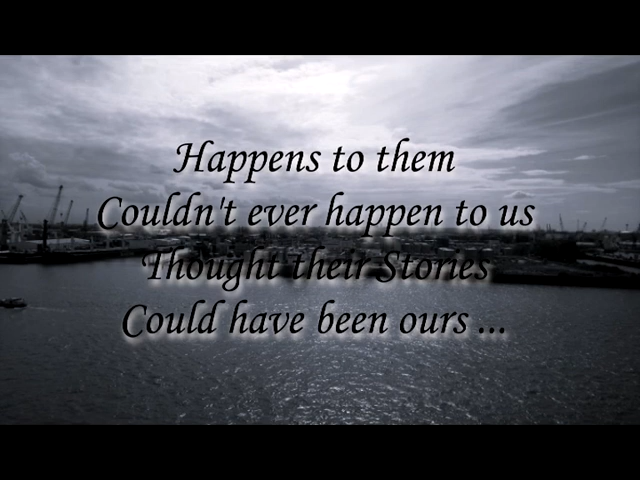 Happens to them
Couldn't ever happen to us
Thought their Stories
Could have been ours ...